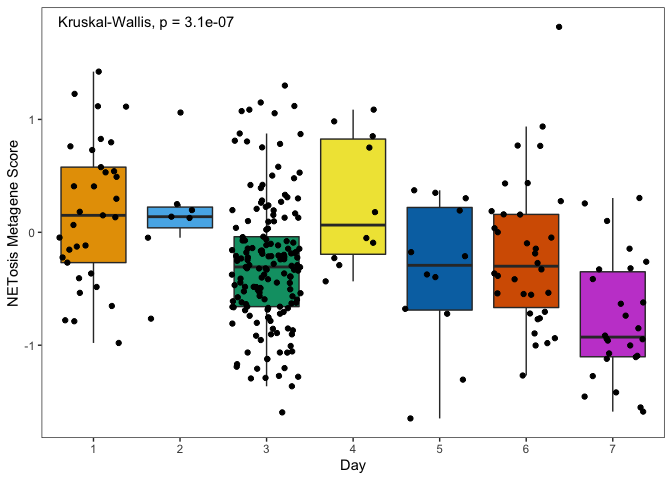 Kruskal-Wallis, p = 3.1e-07
NETosis Metagene Score
1
0
-1
1 2 3 4 5 6 7
Day